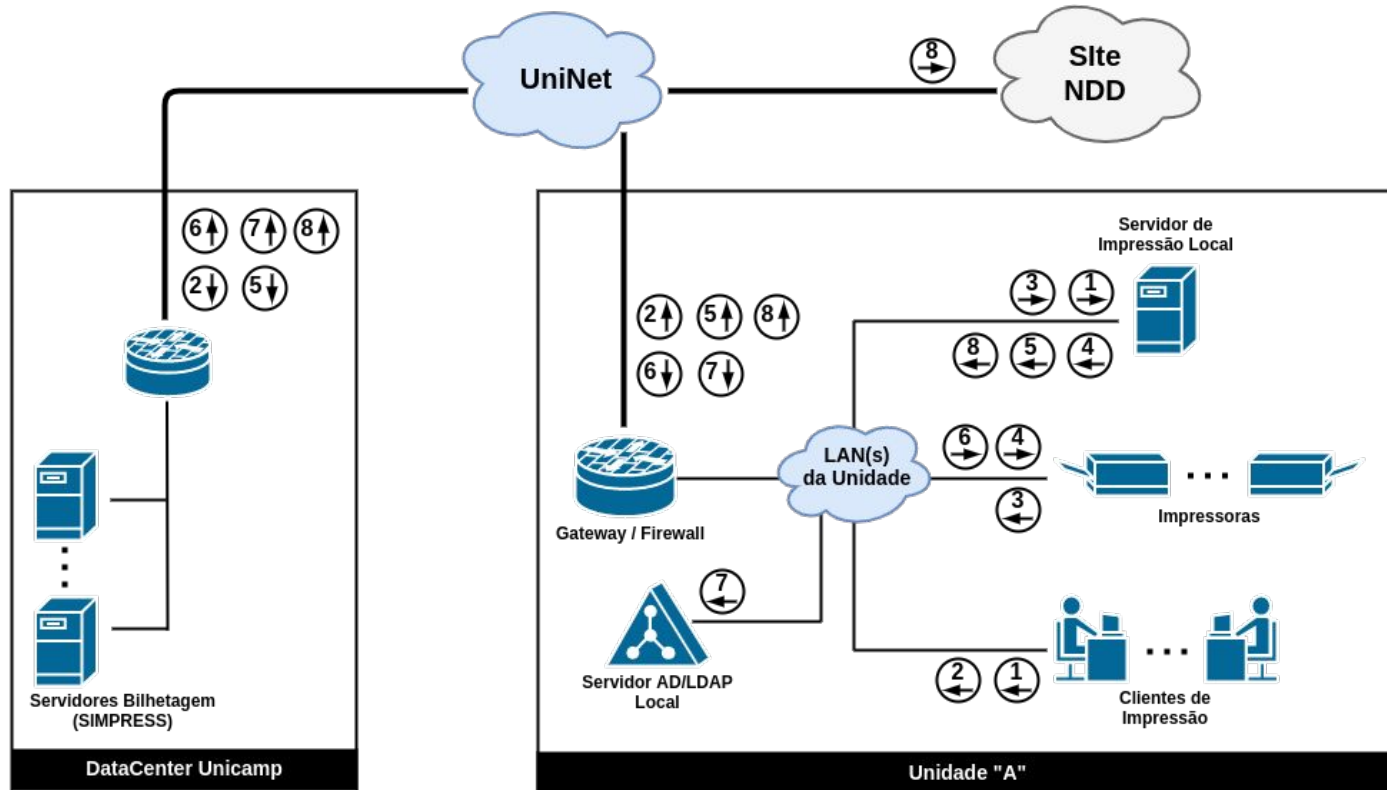 UniNet
8
SIte
NDD
6 7 8
2 5
Servidores Bilhetagem
(SIMPRESS)
DataCenter Unicamp
2 5 8
6 7
Gateway / Firewall
LAN(s)
da Unidade
Servidor de
Impressão Local
3 1
8 5 4
6 4
3
Impressoras
7
Servidor AD/LDAP
Local
2 1
Clientes de
Impressão
Unidade "A"